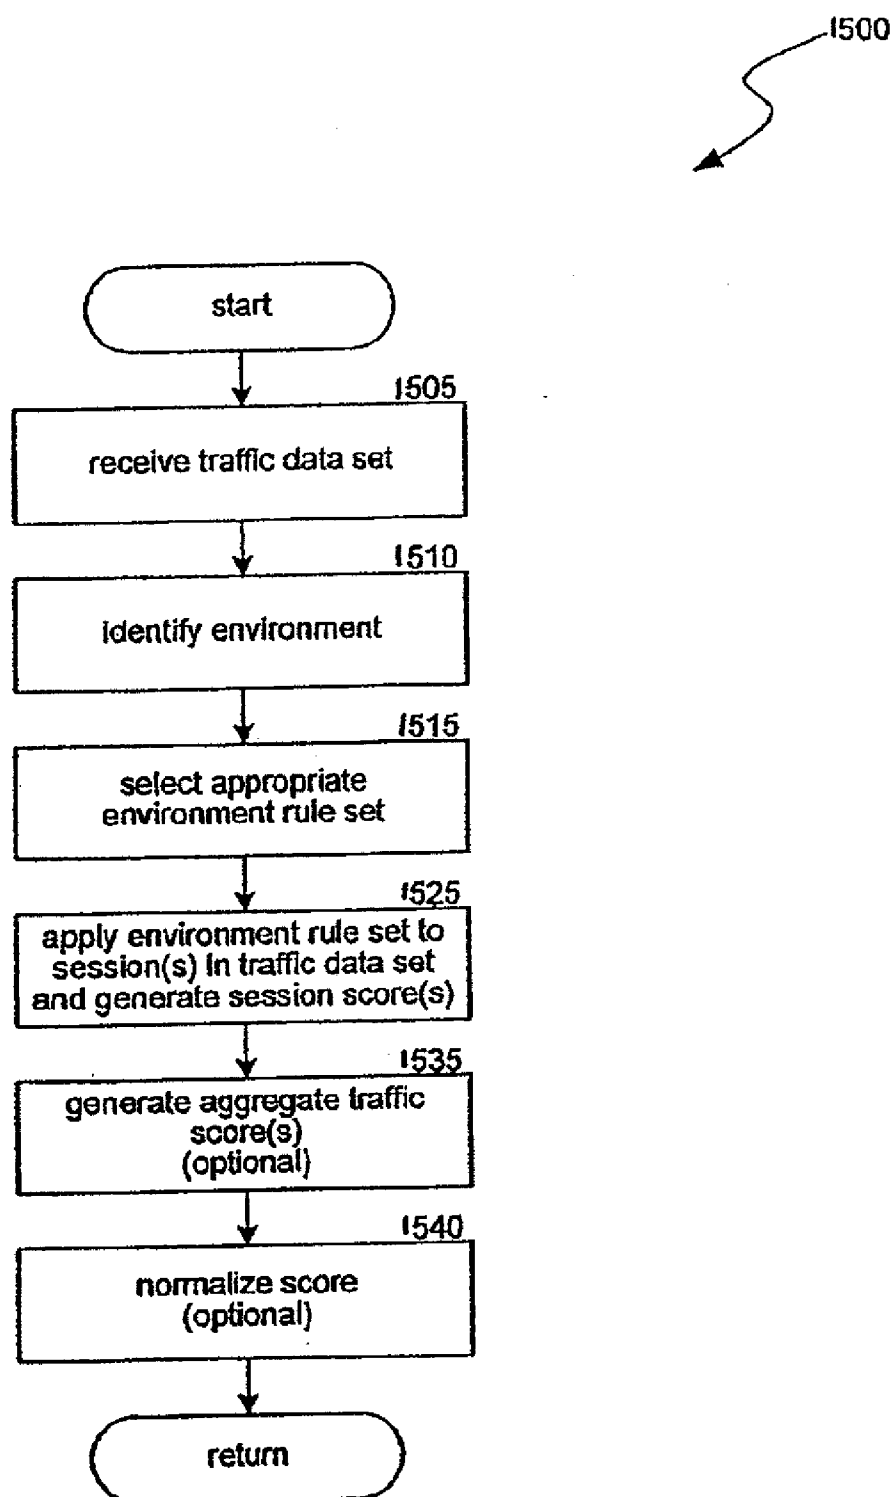 1500
start
1505
receive traffic data set
1510
identify environment
1515
select appropriate
environment rule set
1525
apply environment rule set to
session(s) in traffic data set
and generate session score(s)
1535
generate aggregate traffic
score(s)
(optional)
1540
normalize score
(optional)
return